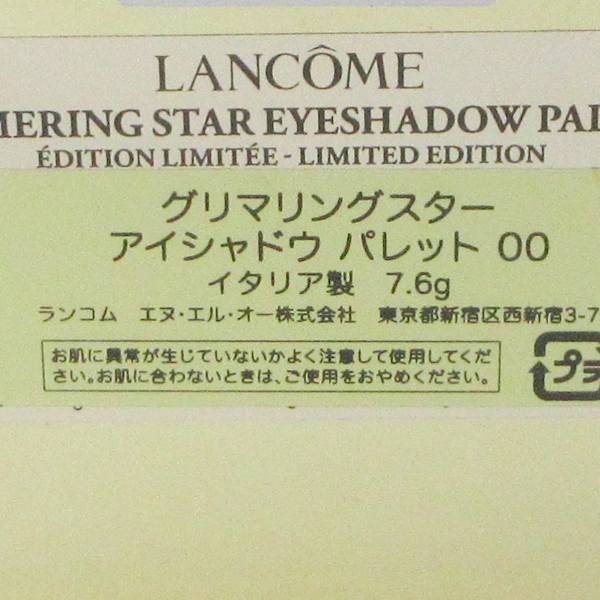 LANCÔME
MERING STAR EYESHADOW PAL
ÉDITION LIMITÉE - LIMITED EDITION
グリマリングスター
アイシャドウ パレット 00
イタリア製 7.6g
ランコム エヌ・エル・オー株式会社 東京都新宿区西新宿3-7
お肌に異常が生じていないかよく注意して使用してくだ
さい。お肌に合わないときは、ご使用をおやめください。
プラ